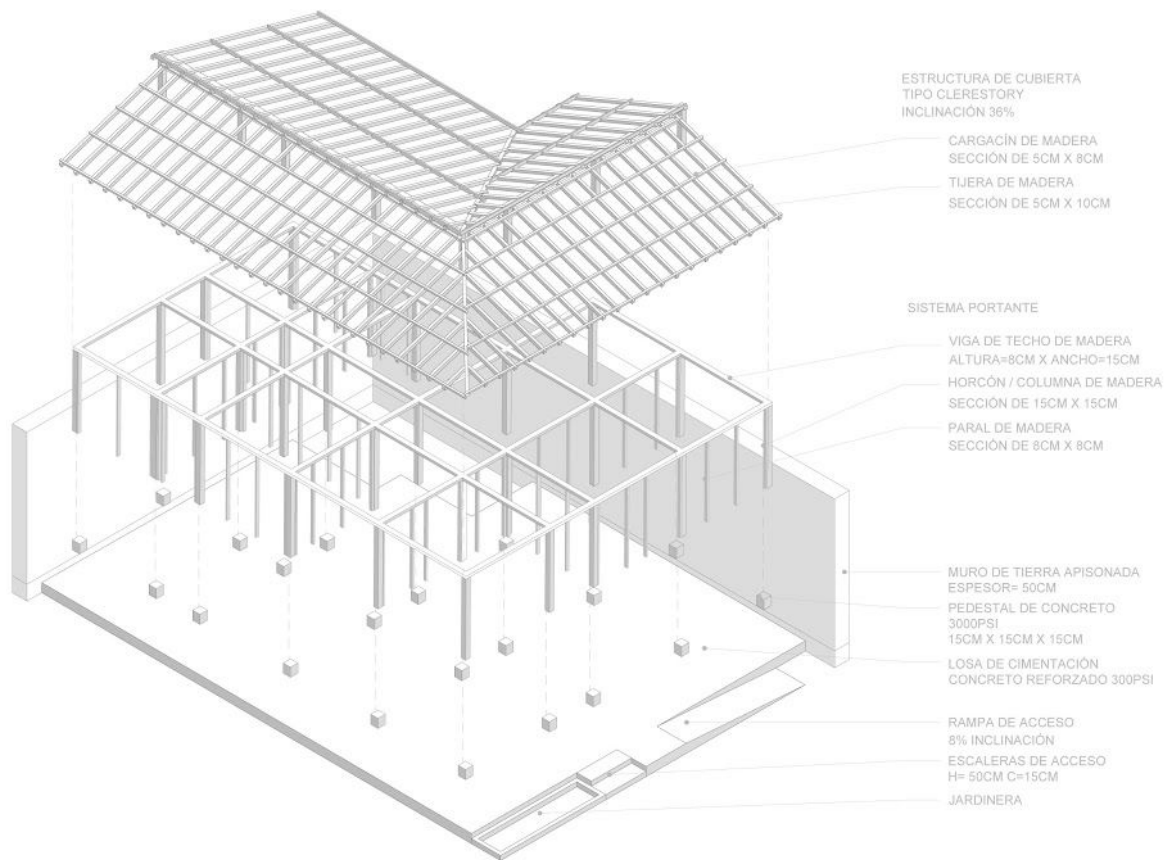 ESTRUCTURA DE CUBIERTA
TIPO CLERESTORY
INCLINACIÓN 36%
CARGACÍN DE MADERA
SECCIÓN DE 5CM X 8CM
TIJERA DE MADERA
SECCIÓN DE 5CM X 10CM
SISTEMA PORTANTE
VIGA DE TECHO DE MADERA
ALTURA=8CM X ANCHO=15CM
HORCÓN / COLUMNA DE MADERA
SECCIÓN DE 15CM X 15CM
PARAL DE MADERA
SECCIÓN DE 8CM X 8CM
MURO DE TIERRA APISONADA
ESPESOR= 50CM
PEDESTAL DE CONCRETO
3000PSI
15CM X 15CM X 15CM
LOSA DE CIMENTACIÓN
CONCRETO REFORZADO 300PSI
RAMPA DE ACCESO
8% INCLINACIÓN
ESCALERAS DE ACCESO
H= 50CM C=15CM
JARDINERA